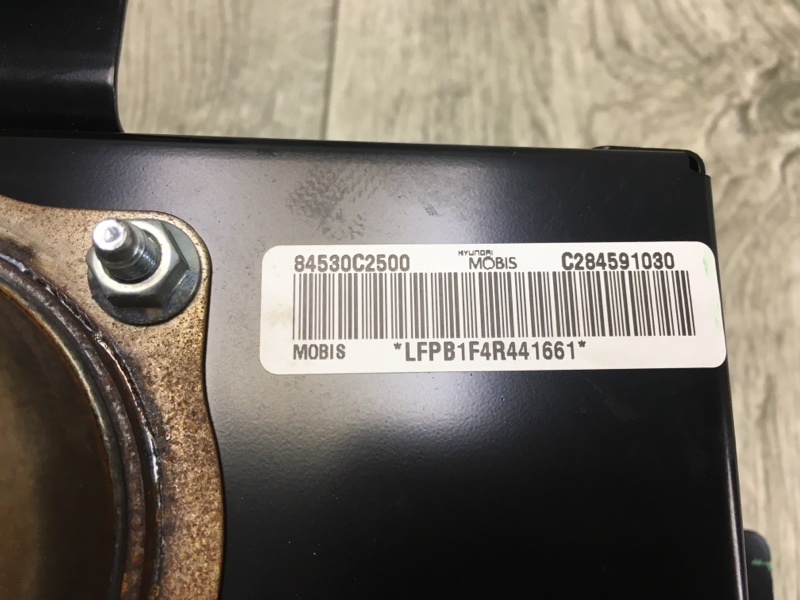 84530C2500 HYUNDAI MOBIS C284591030
MOBIS *LFPB1F4R441661*